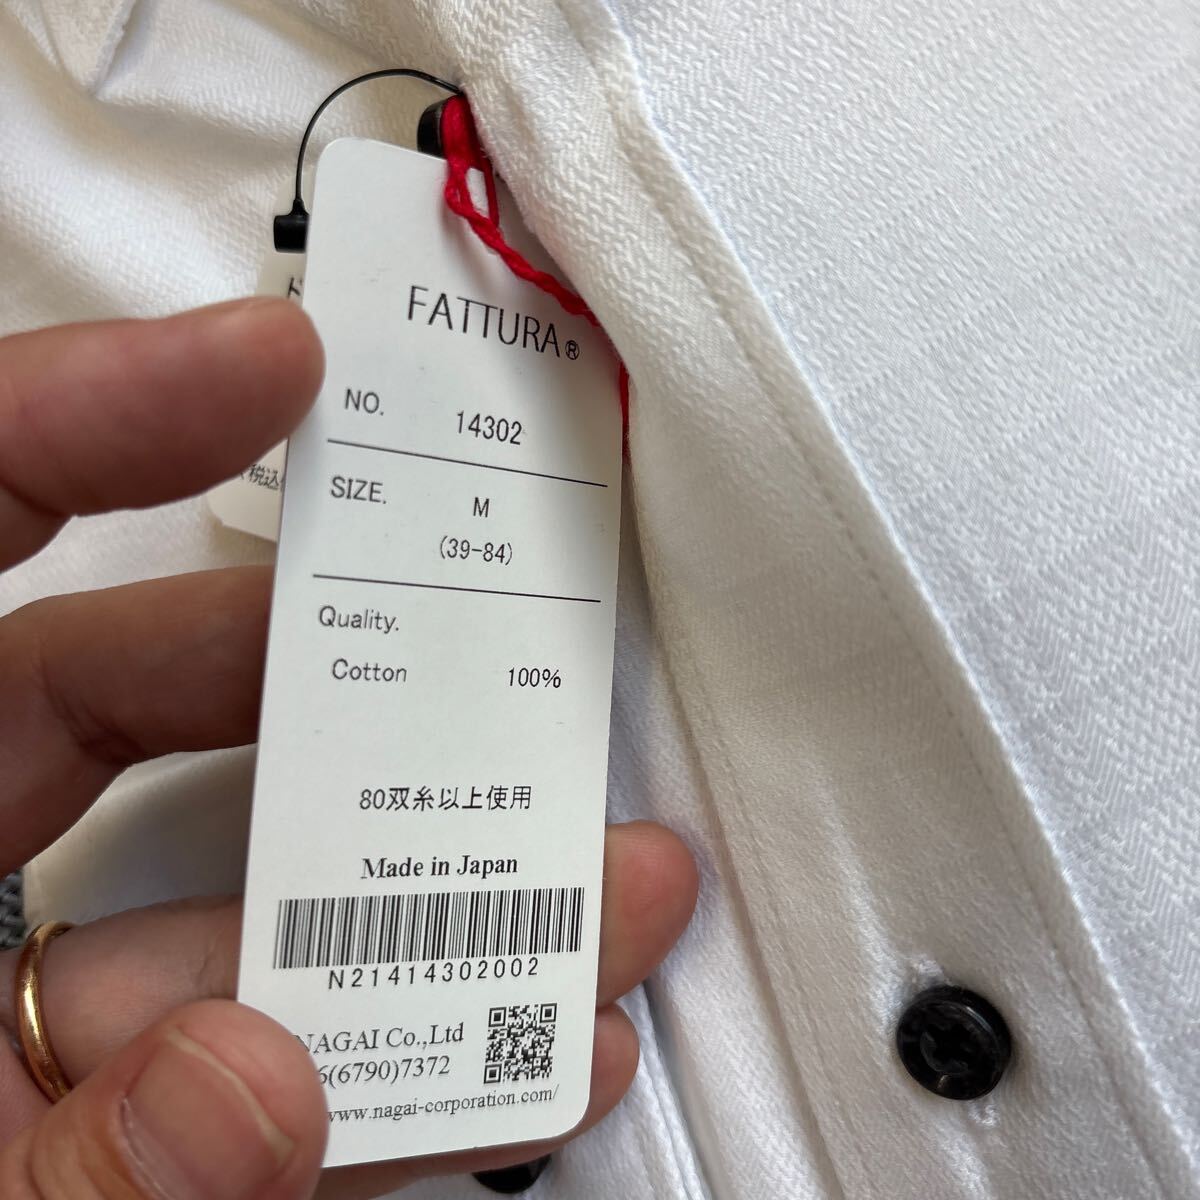 FATTURA®
NO. 14302
SIZE. M
(39-84)
Quality.
Cotton 100%
80双糸以上使用
Made in Japan
N21414302002
NAGAI Co.,Ltd
6(6790)7372
www.nagai-corporation.com/
税込